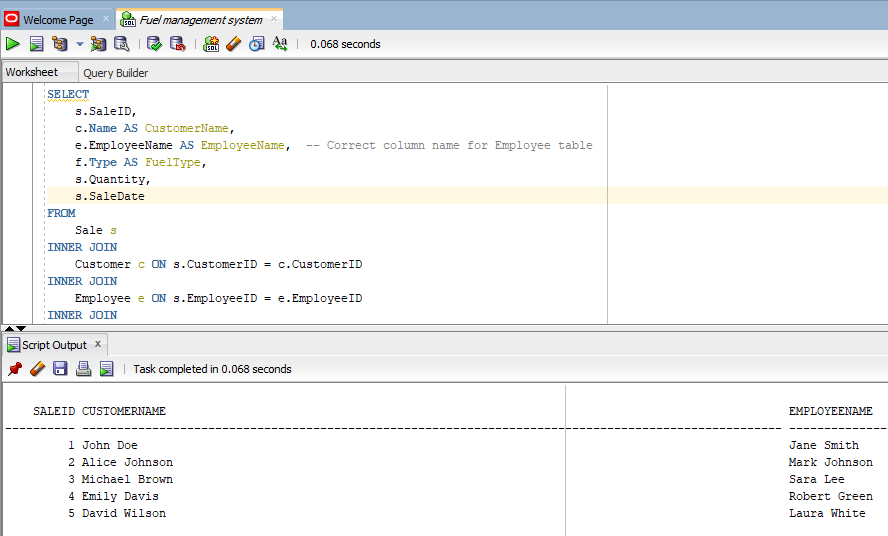 Welcome Page
Fuel management system
SQL
0.068 seconds
Worksheet
Query Builder
SELECT
s.SaleID,
c.Name AS CustomerName,
e.EmployeeName AS EmployeeName,  -- Correct column name for Employee table
f.Type AS FuelType,
s.Quantity,
s.SaleDate
FROM
Sale s
INNER JOIN
Customer c ON s.CustomerID = c.CustomerID
INNER JOIN
Employee e ON s.EmployeeID = e.EmployeeID
INNER JOIN
Script Output
Task completed in 0.068 seconds
SALEID CUSTOMERNAME EMPLOYEENAME
1 John Doe Jane Smith
2 Alice Johnson Mark Johnson
3 Michael Brown Sara Lee
4 Emily Davis Robert Green
5 David Wilson Laura White